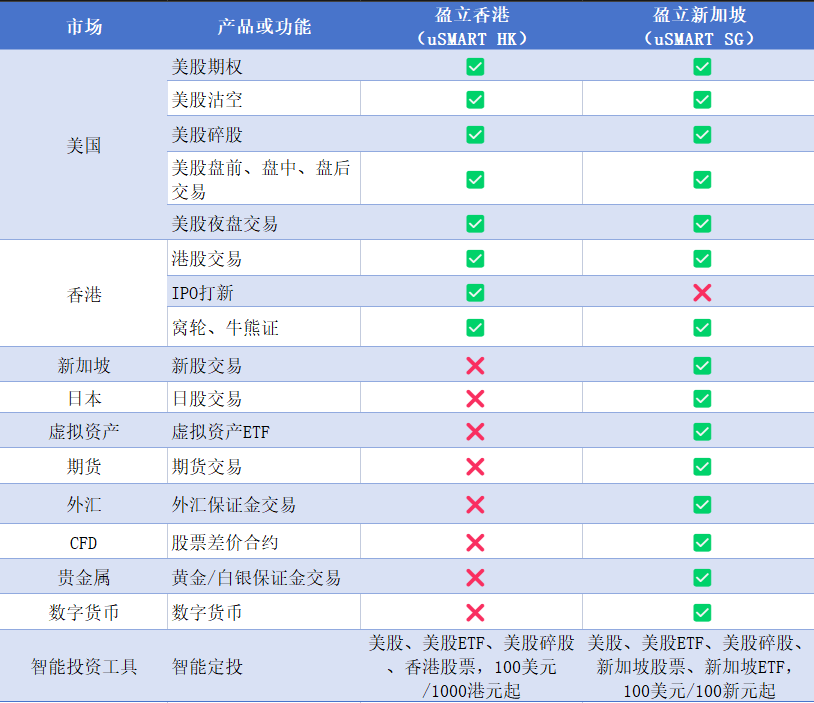 市场 产品或功能 盈立香港 盈立新加坡
（uSMART HK） （uSMART SG）
美国
美股期权
美股沽空
美股碎股
美股盘前、盘中、盘后
交易
美股夜盘交易
香港
港股交易
IPO打新
窝轮、牛熊证
新加坡 新股交易
日本 日股交易
虚拟资产 虚拟资产ETF
期货 期货交易
外汇 外汇保证金交易
CFD 股票差价合约
贵金属 黄金/白银保证金交易
数字货币 数字货币
智能投资工具 智能定投
美股、美股ETF、美股碎股
、香港股票，100美元
/1000港元起
美股、美股ETF、美股碎股、
新加坡股票、新加坡ETF，
100美元/100新元起